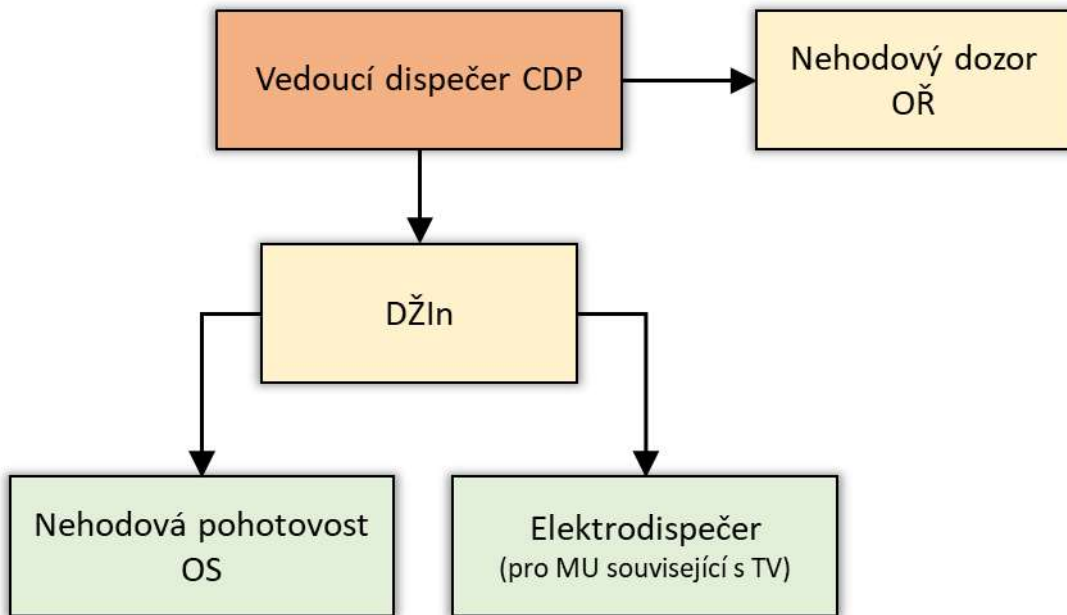 Vedoucí dispečer CDP
Nehodový dozor
OŘ
DŽIn
Nehodová pohotovost
OS
Elektrodispečer
(pro MU související s TV)